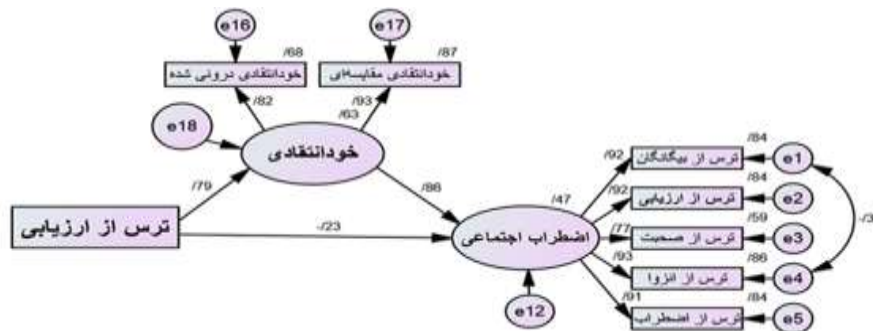 e16
e17
/68
/87
خودانتقادی درونی شده
خودانتقادی مقایسه‌ای
/82
/93
/63
e18
خودانتقادی
/84
/92
ترس از بیگانگان
e1
/79
/86
/47
/84
/92
ترس از ارزیابی
e2
-/3
ترس از ارزیابی
-/23
اضطراب اجتماعی
/59
/77
ترس از صحبت
e3
/86
/93
ترس از انزوا
e4
/84
/91
ترس از اضطراب
e5
e12